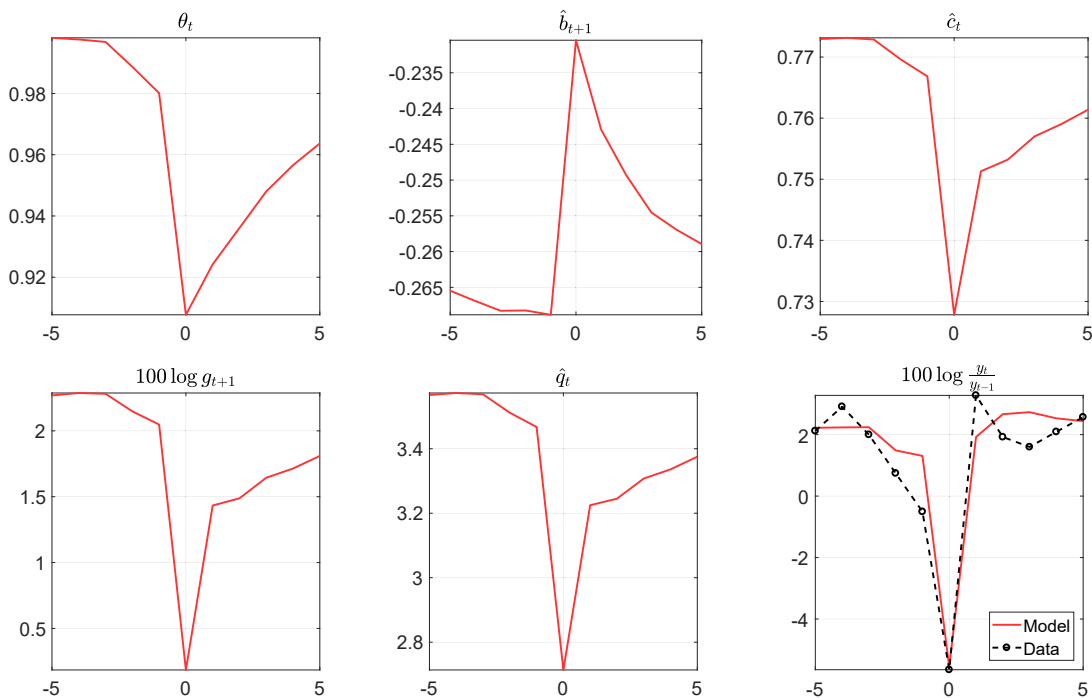 θ_t
0.98
0.96
0.94
0.92
-5 0 5
b̂_{t+1}
-0.235
-0.24
-0.245
-0.25
-0.255
-0.26
-0.265
-5 0 5
ĉ_t
0.77
0.76
0.75
0.74
0.73
-5 0 5
100 log g_{t+1}
2
1.5
1
0.5
-5 0 5
q̂_t
3.4
3.2
3
2.8
-5 0 5
100 log \frac{y_t}{y_{t-1}}
2
0
-2
-4
Model
Data
-5 0 5